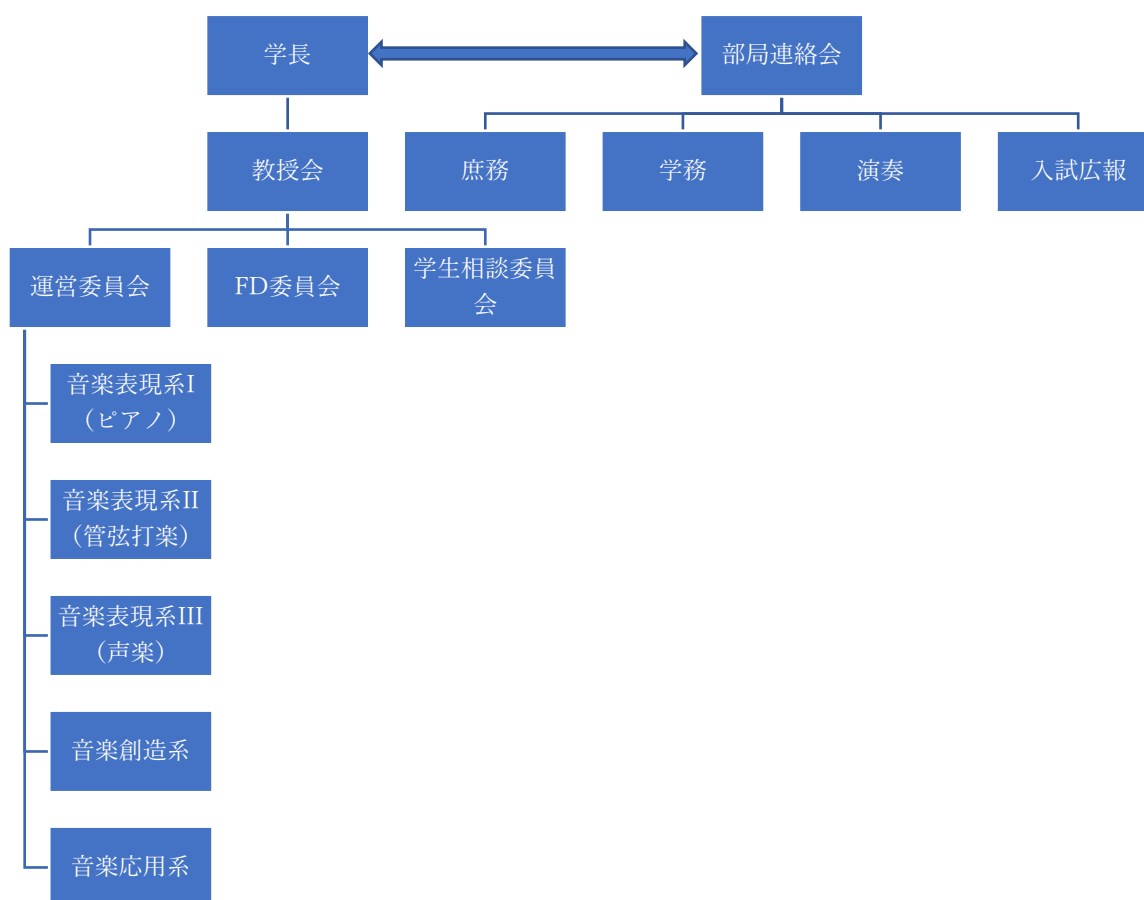 学長
部局連絡会
教授会
庶務
学務
演奏
入試広報
運営委員会
FD委員会
学生相談委員
会
音楽表現系I
（ピアノ）
音楽表現系II
（管弦打楽）
音楽表現系III
（声楽）
音楽創造系
音楽応用系